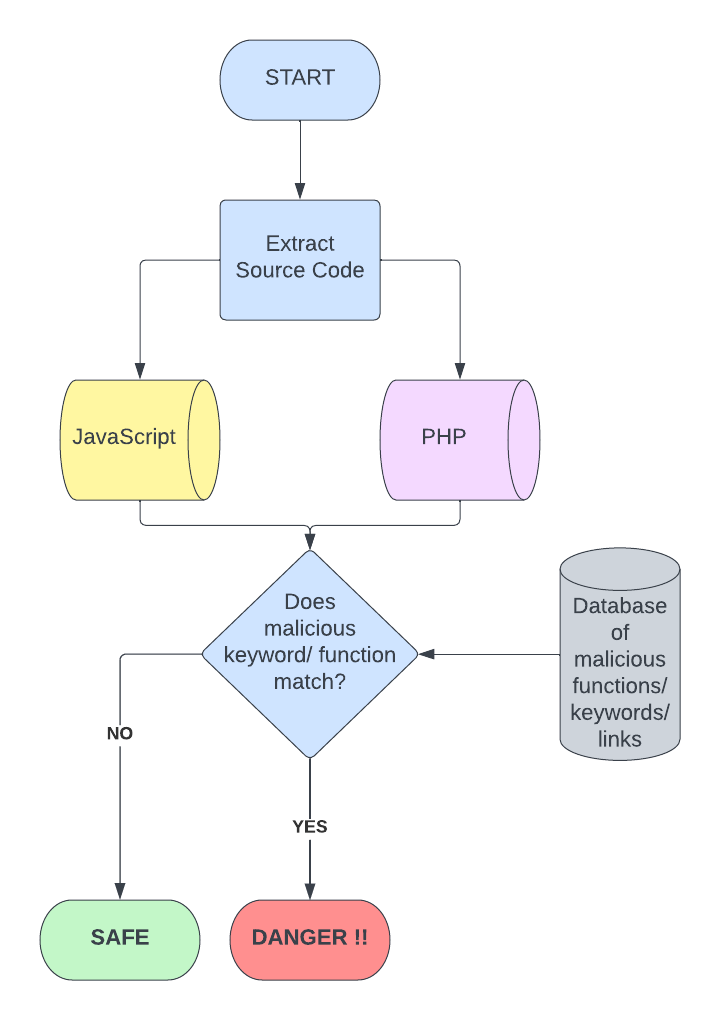 START
Extract
Source Code
JavaScript
PHP
Does
malicious
keyword/ function
match?
Database
of
malicious
functions/
keywords/
links
NO
YES
SAFE
DANGER !!